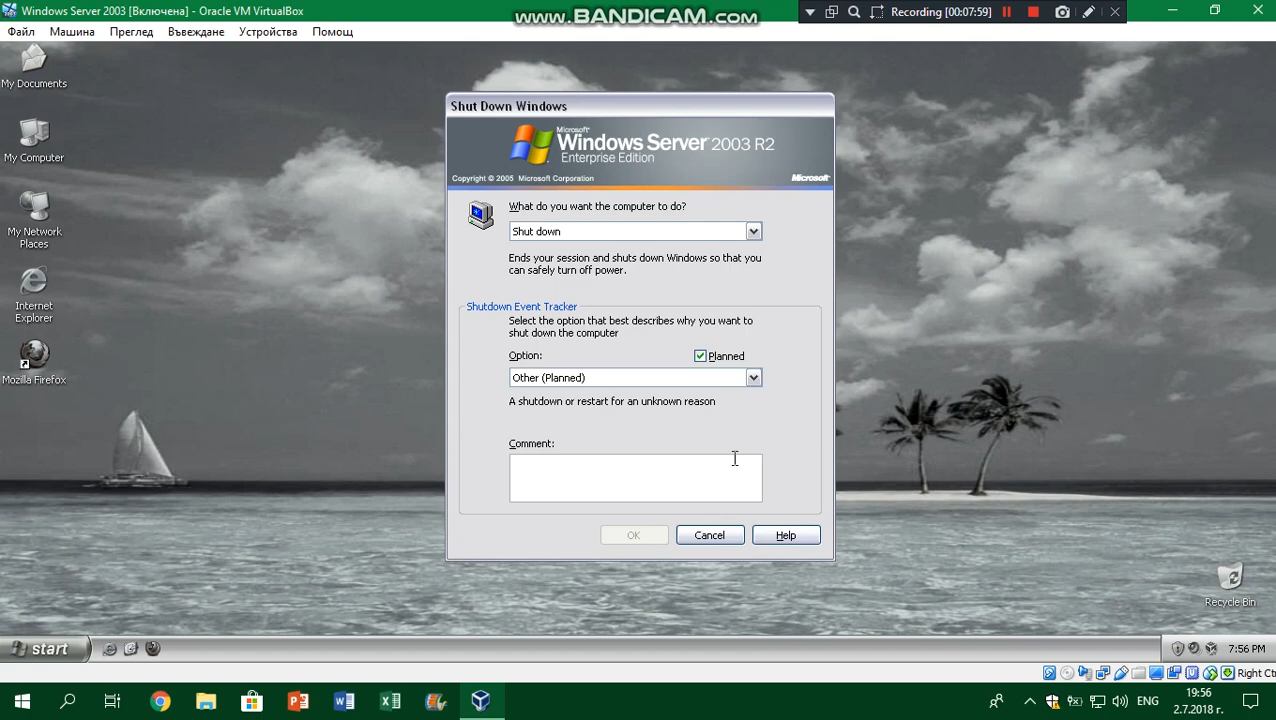 Windows Server 2003 [Включена] - Oracle VM VirtualBox
www.BANDICAM.com
Recording [00:07:59]
Файл Машина Преглед Въвеждане Устройства Помощ
My Documents
My Computer
My Network
Places
Internet
Explorer
Mozilla Firefox
Shut Down Windows
Microsoft
Windows Server 2003 R2
Enterprise Edition
Copyright © 2005 Microsoft Corporation
Microsoft
What do you want the computer to do?
Shut down
Ends your session and shuts down Windows so that you
can safely turn off power.
Shutdown Event Tracker
Select the option that best describes why you want to
shut down the computer
Option:
Planned
Other (Planned)
A shutdown or restart for an unknown reason
Comment:
OK Cancel Help
Recycle Bin
start
7:56 PM
Right Ct
ENG
19:56
2.7.2018 г.